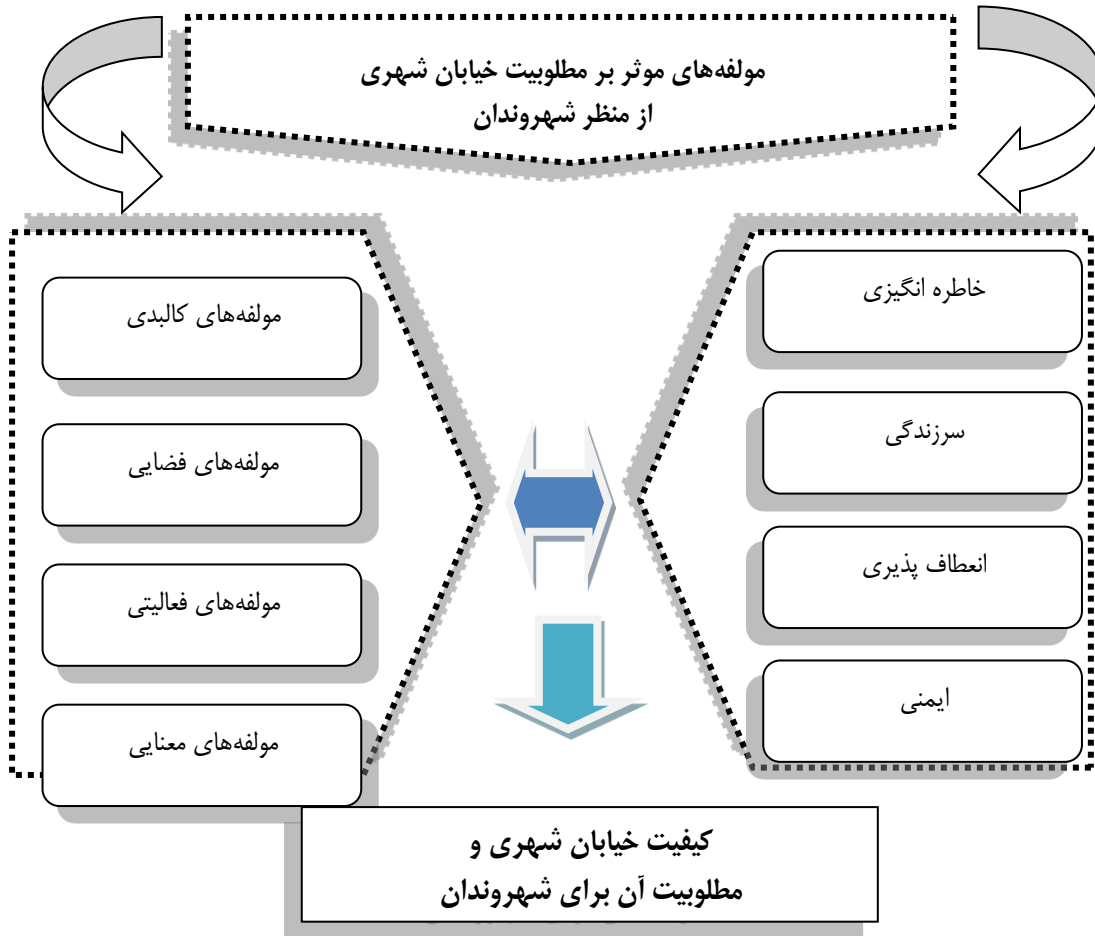 مولفه‌های موثر بر مطلوبیت خیابان شهری
از منظر شهروندان
خاطره انگیزی
سرزندگی
انعطاف پذیری
ایمنی
مولفه‌های کالبدی
مولفه‌های فضایی
مولفه‌های فعالیتی
مولفه‌های معنایی
کیفیت خیابان شهری و
مطلوبیت آن برای شهروندان